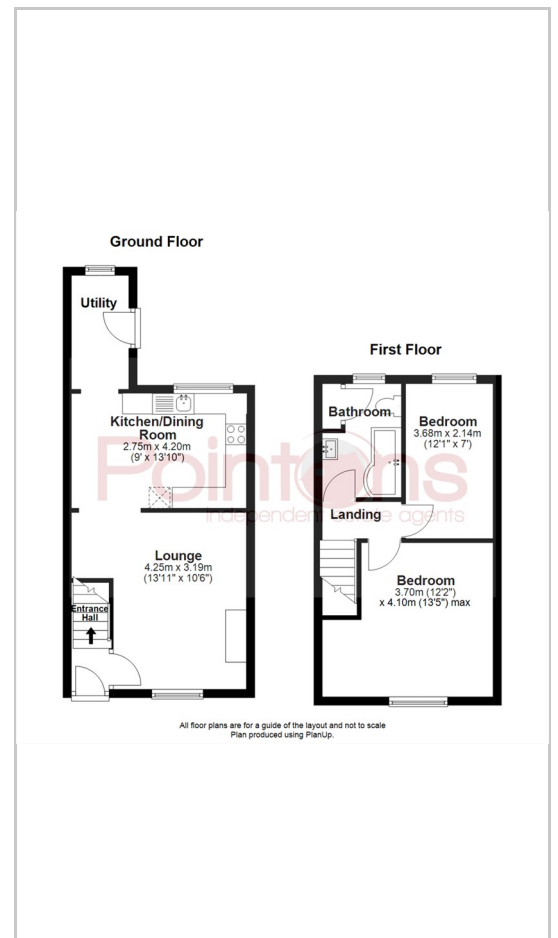 Ground Floor
Utility
Kitchen/Dining
Room
2.75m x 4.20m
(9' x 13'10")
Lounge
4.25m x 3.19m
(13'11" x 10'6")
Entrance
Hall
First Floor
Bathroom
Bedroom
3.68m x 2.14m
(12'1" x 7')
Landing
Bedroom
3.70m (12'2")
x 4.10m (13'5") max
Pointons
independent estate agents
All floor plans are for a guide of the layout and not to scale
Plan produced using PlanUp.